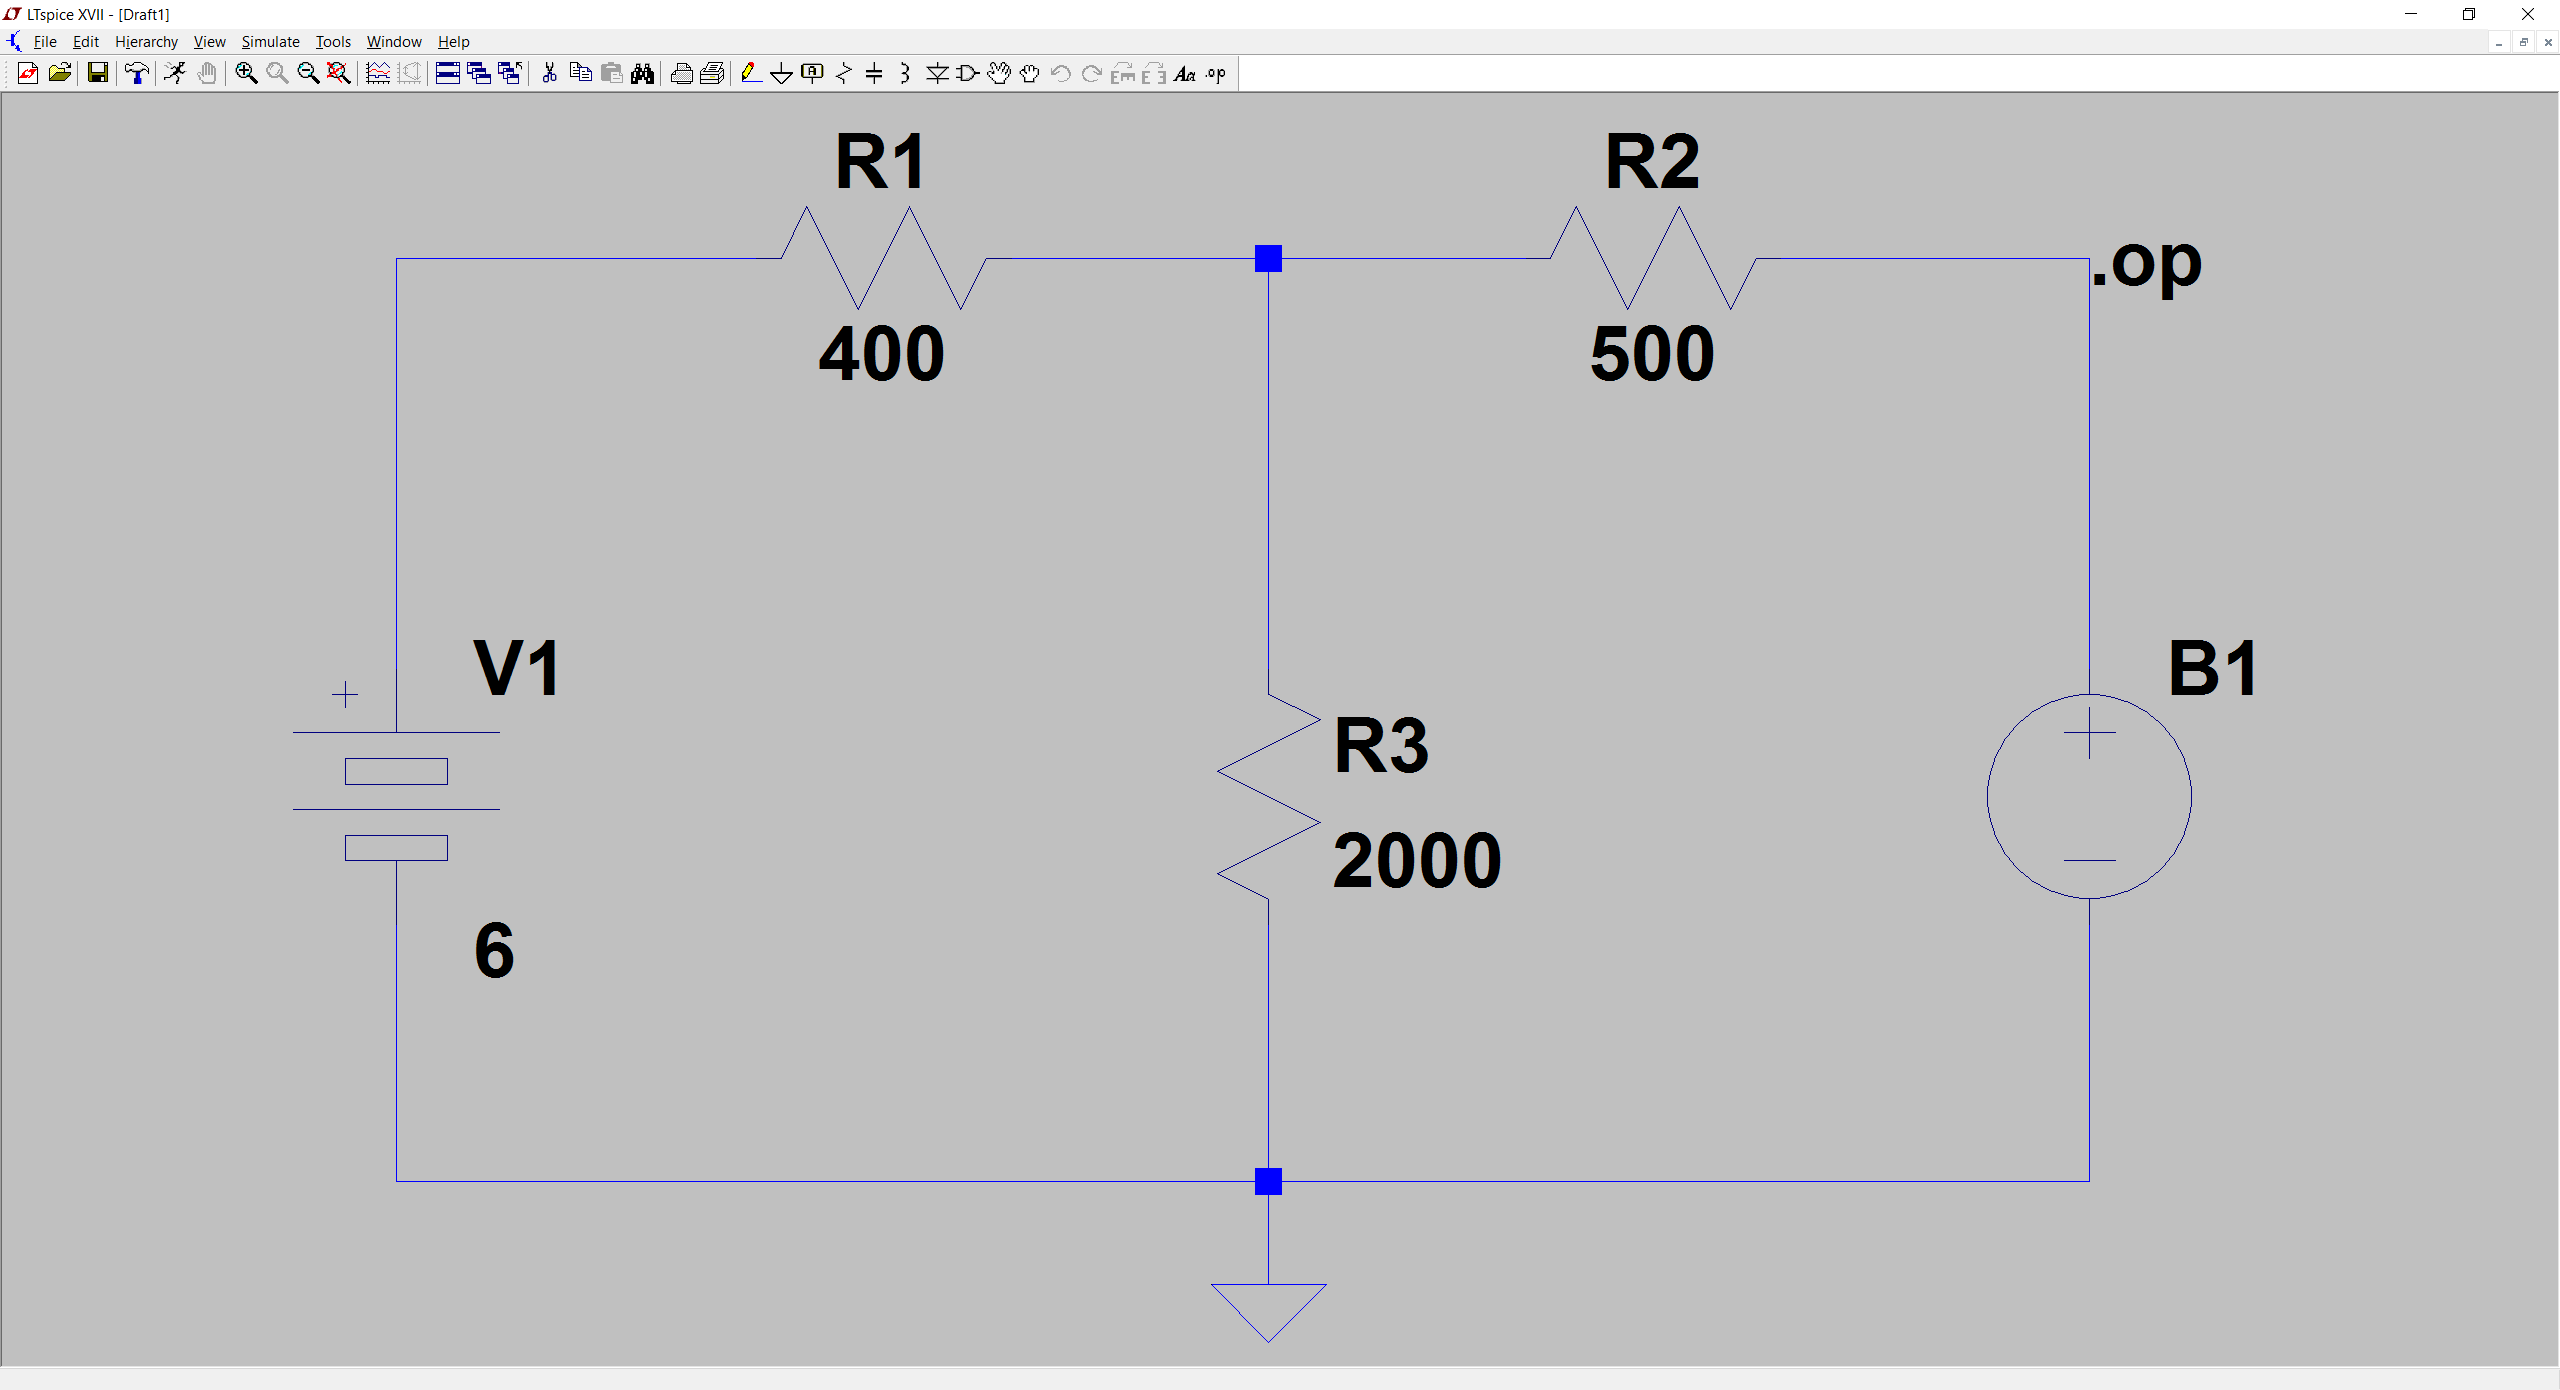 LTspice XVII - [Draft1]
File Edit Hierarchy View Simulate Tools Window Help
R1
R2
.op
400
500
V1
B1
R3
2000
6